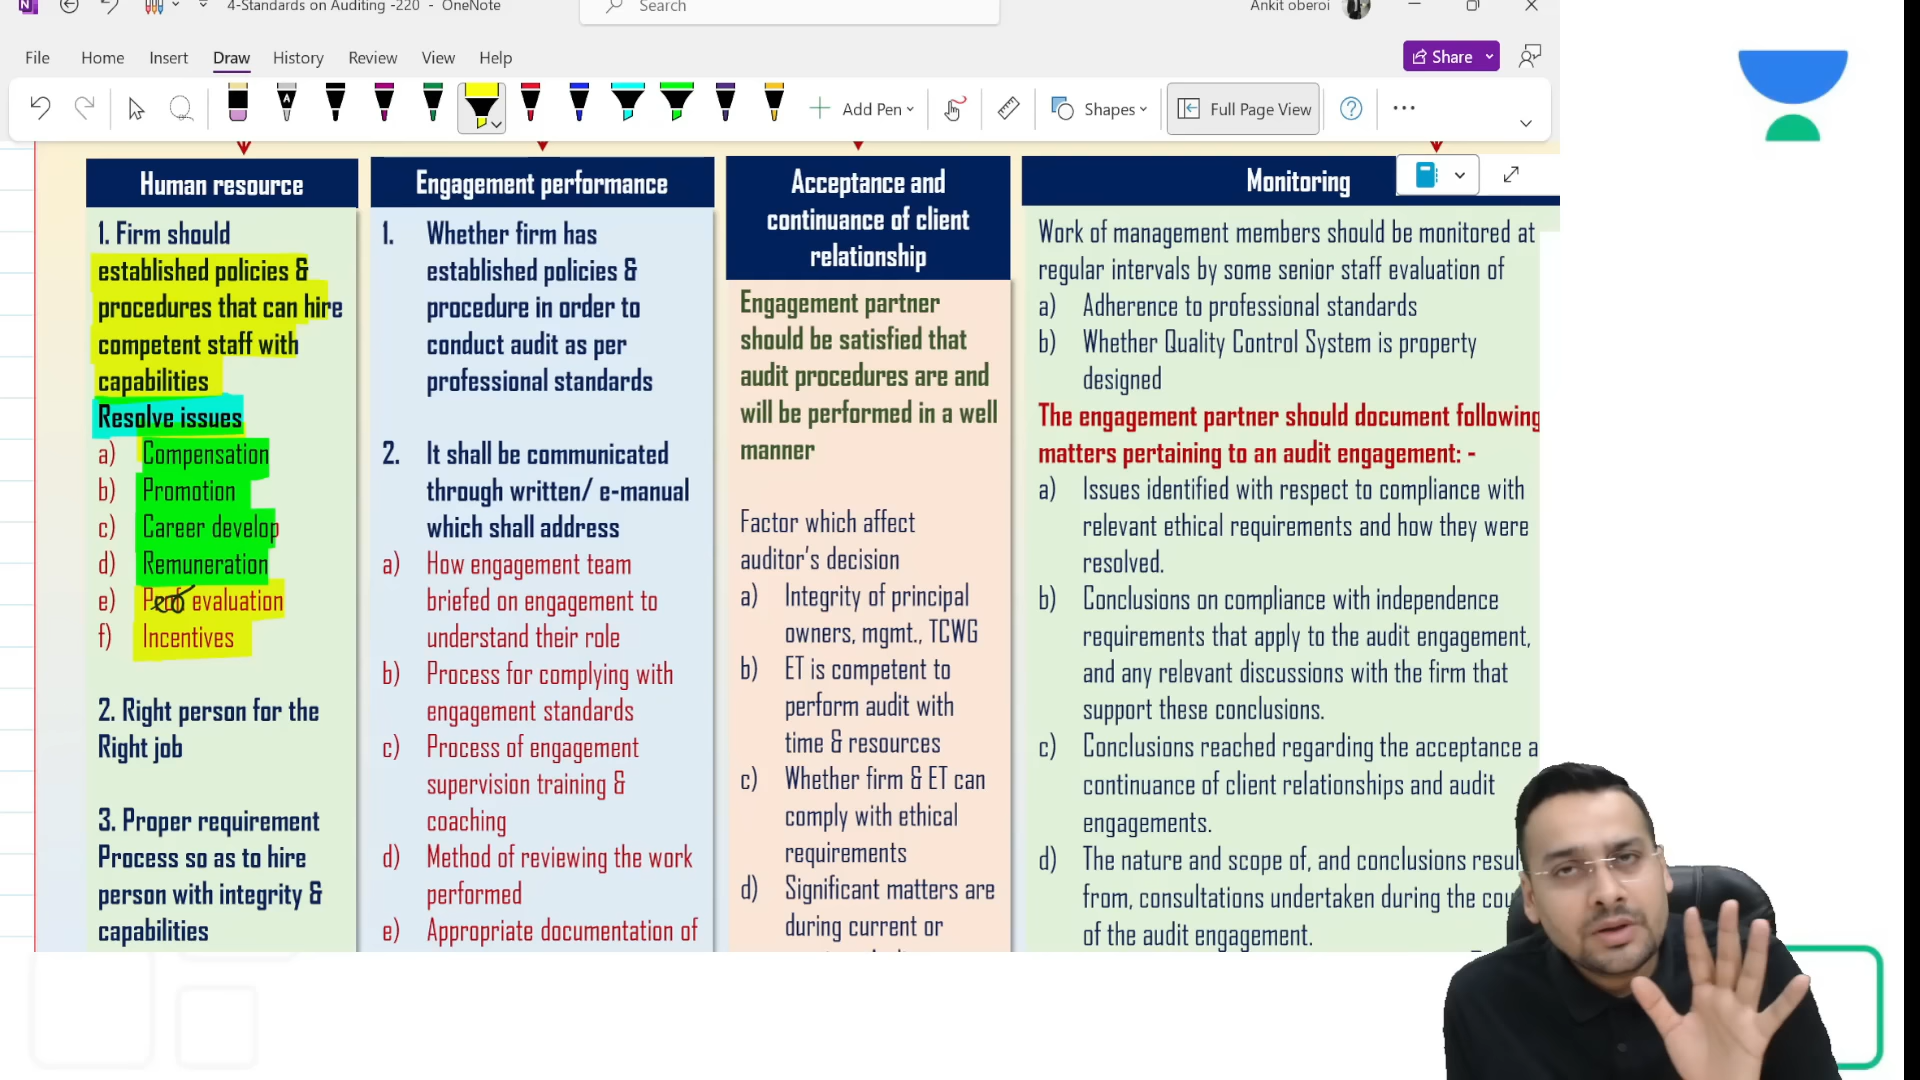 4-Standards on Auditing -220 - OneNote
Search
Ankit oberoi
File Home Insert Draw History Review View Help
Share
Add Pen
Shapes
Full Page View
Human resource
1. Firm should
established policies &
procedures that can hire
competent staff with
capabilities
Resolve issues
a) Compensation
b) Promotion
c) Career develop
d) Remuneration
e) evaluation
f) Incentives
2. Right person for the
Right job
3. Proper requirement
Process so as to hire
person with integrity &
capabilities
Engagement performance
1. Whether firm has
established policies &
procedure in order to
conduct audit as per
professional standards
2. It shall be communicated
through written/ e-manual
which shall address
a) How engagement team
briefed on engagement to
understand their role
b) Process for complying with
engagement standards
c) Process of engagement
supervision training &
coaching
d) Method of reviewing the work
performed
e) Appropriate documentation of
Acceptance and
continuance of client
relationship
Engagement partner
should be satisfied that
audit procedures are and
will be performed in a well
manner
Factor which affect
auditor's decision
a) Integrity of principal
owners, mgmt., TCWG
b) ET is competent to
perform audit with
time & resources
c) Whether firm & ET can
comply with ethical
requirements
d) Significant matters are
during current or
Monitoring
Work of management members should be monitored at
regular intervals by some senior staff evaluation of
a) Adherence to professional standards
b) Whether Quality Control System is property
designed
The engagement partner should document following
matters pertaining to an audit engagement: -
a) Issues identified with respect to compliance with
relevant ethical requirements and how they were
resolved.
b) Conclusions on compliance with independence
requirements that apply to the audit engagement,
and any relevant discussions with the firm that
support these conclusions.
c) Conclusions reached regarding the acceptance a
continuance of client relationships and audit
engagements.
d) The nature and scope of, and conclusions resul
from, consultations undertaken during the cou
of the audit engagement.